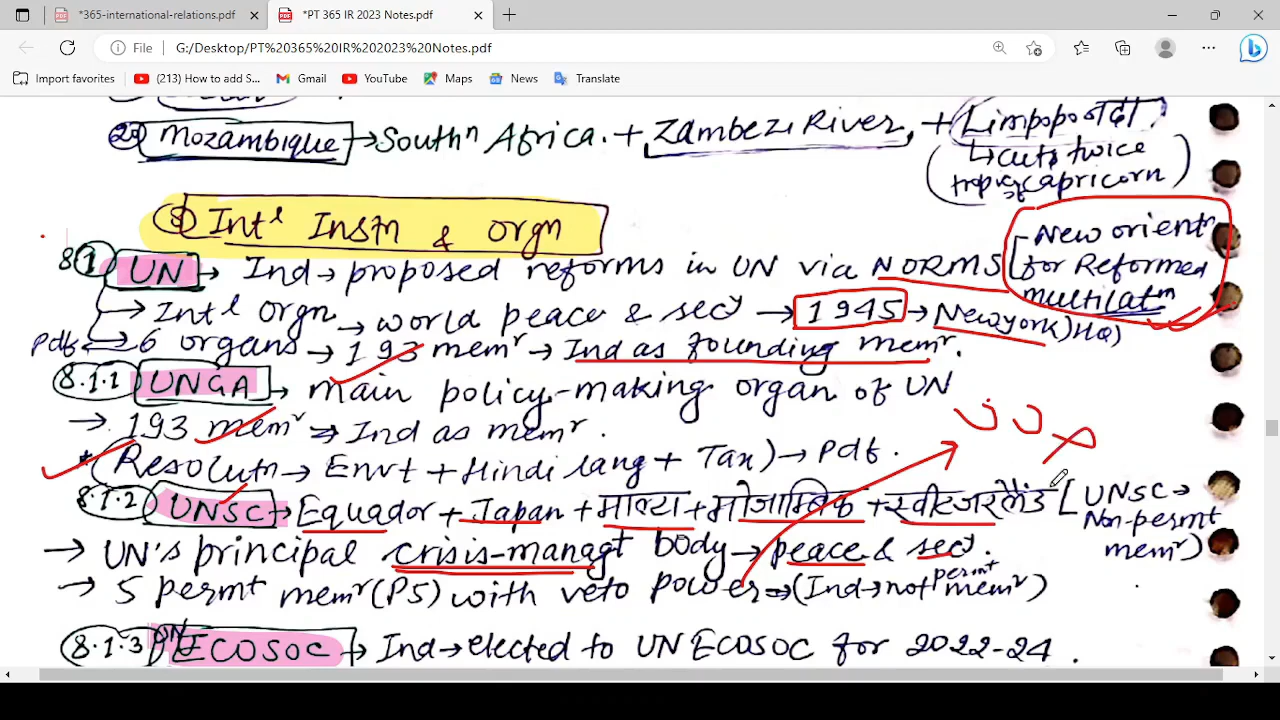 *365-international-relations.pdf
*PT 365 IR 2023 Notes.pdf
File G:/Desktop/PT%20365%20IR%202023%20Notes.pdf
Import favorites (213) How to add S... Gmail YouTube Maps News Translate
20 Mozambique → Southn Africa. + Zambezi River, + Limpopo नदी
↳ cuts twice
tropic of capricorn
8 Intl Instn & orgn
8.1 UN → Ind → proposed reforms in UN via NORMS [New orientn
for Reformed
multilatm
→ Intl orgn → world peace & secy → 1945 → Newyork) HQ)
Pdf ← → 6 organs → 193 memr → Ind as founding memr.
8.1.1 UNGA → main policy-making organ of UN
→ 193 memr → Ind as memr.
* (Resolutn → Envt + Hindi lang + Tax) → Pdf.
8.1.2 UNSC → Equador + Japan + माल्टा + मोजाम्बिक + स्वीटजरलैंड [UNSC →
Non-permt
memr)
→ UN's principal crisis-managt body → peace & secy.
→ 5 permt memr (P5) with veto power → (Ind → not permt memr)
8.1.3 UN ECOSOC → Ind → elected to UN ECOSOC for 2022-24.